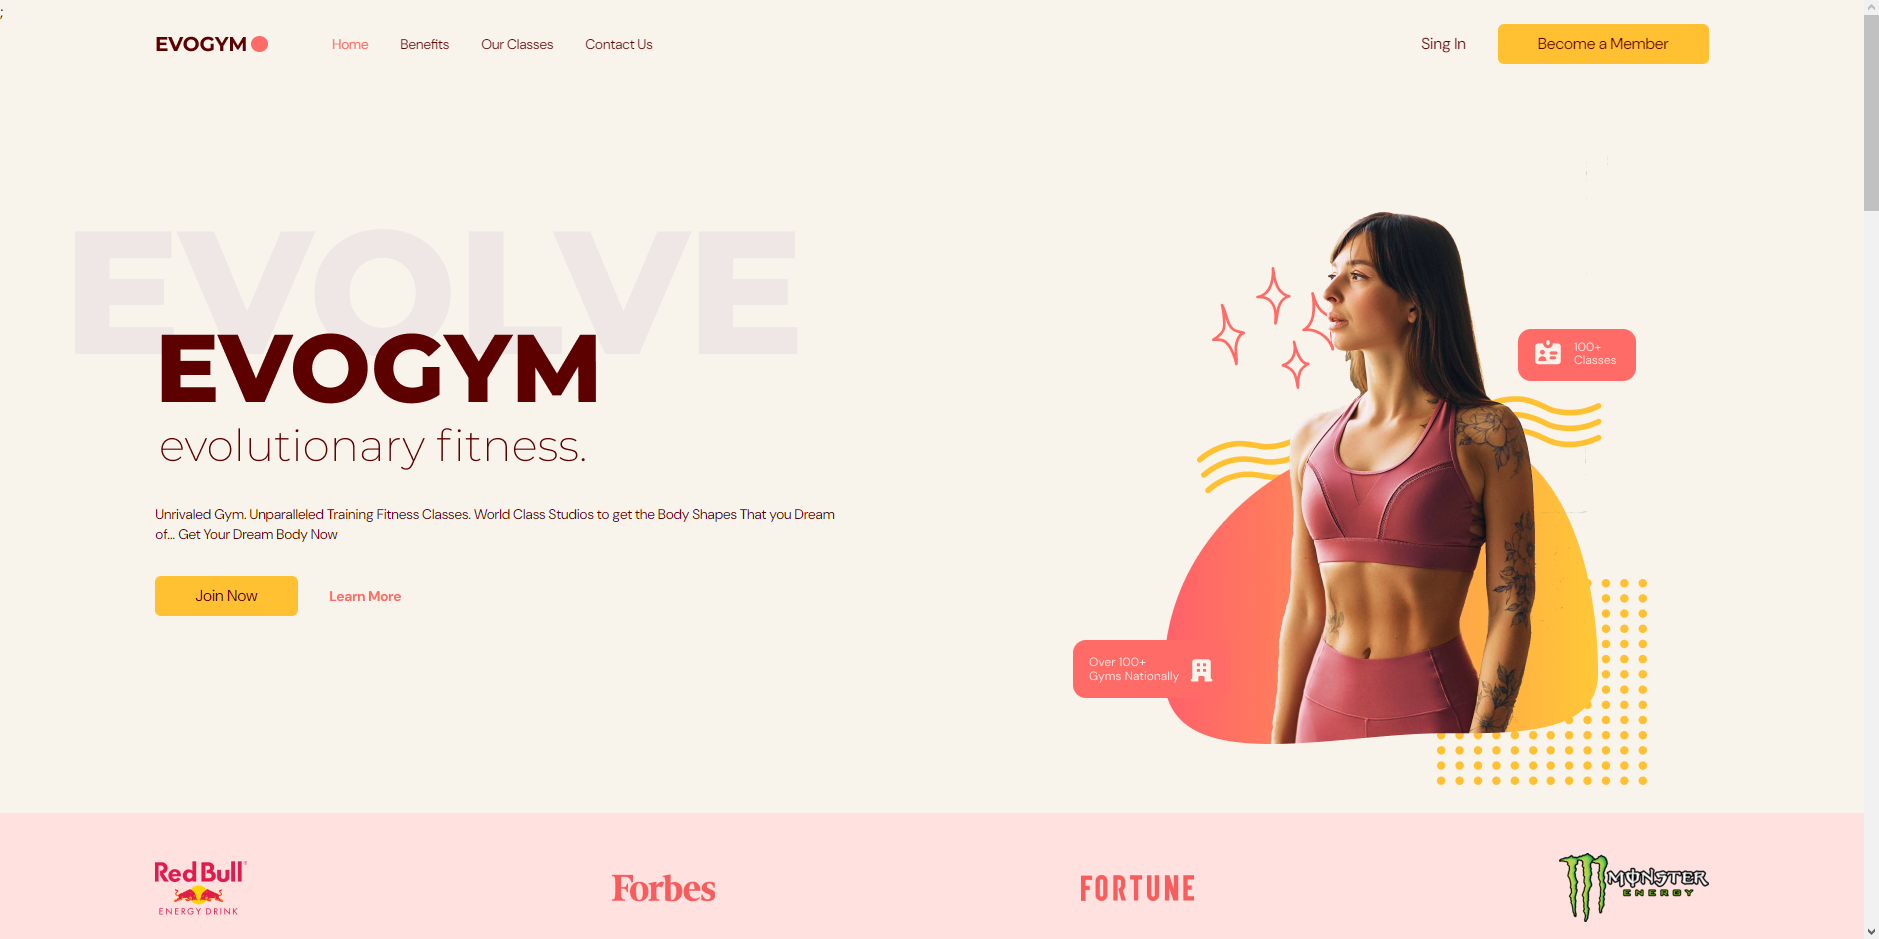 ;
EVOGYM
Home
Benefits
Our Classes
Contact Us
Sing In
Become a Member
EVOLVE
EVOGYM
evolutionary fitness.
Unrivaled Gym. Unparalleled Training Fitness Classes. World Class Studios to get the Body Shapes That you Dream
of... Get Your Dream Body Now
Join Now
Learn More
100+
Classes
Over 100+
Gyms Nationally
Red Bull
ENERGY DRINK
Forbes
FORTUNE
MONSTER
ENERGY